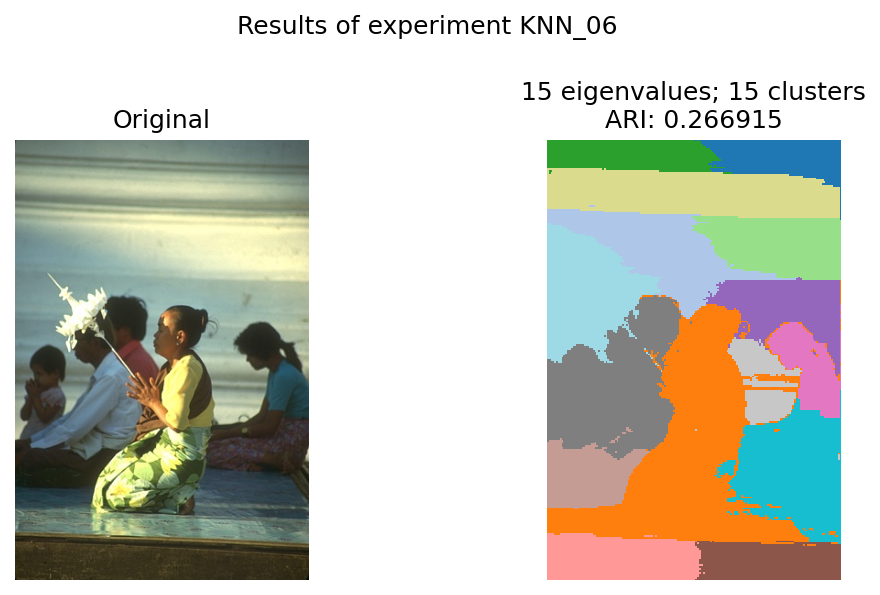 Results of experiment KNN_06
Original
15 eigenvalues; 15 clusters
ARI: 0.266915